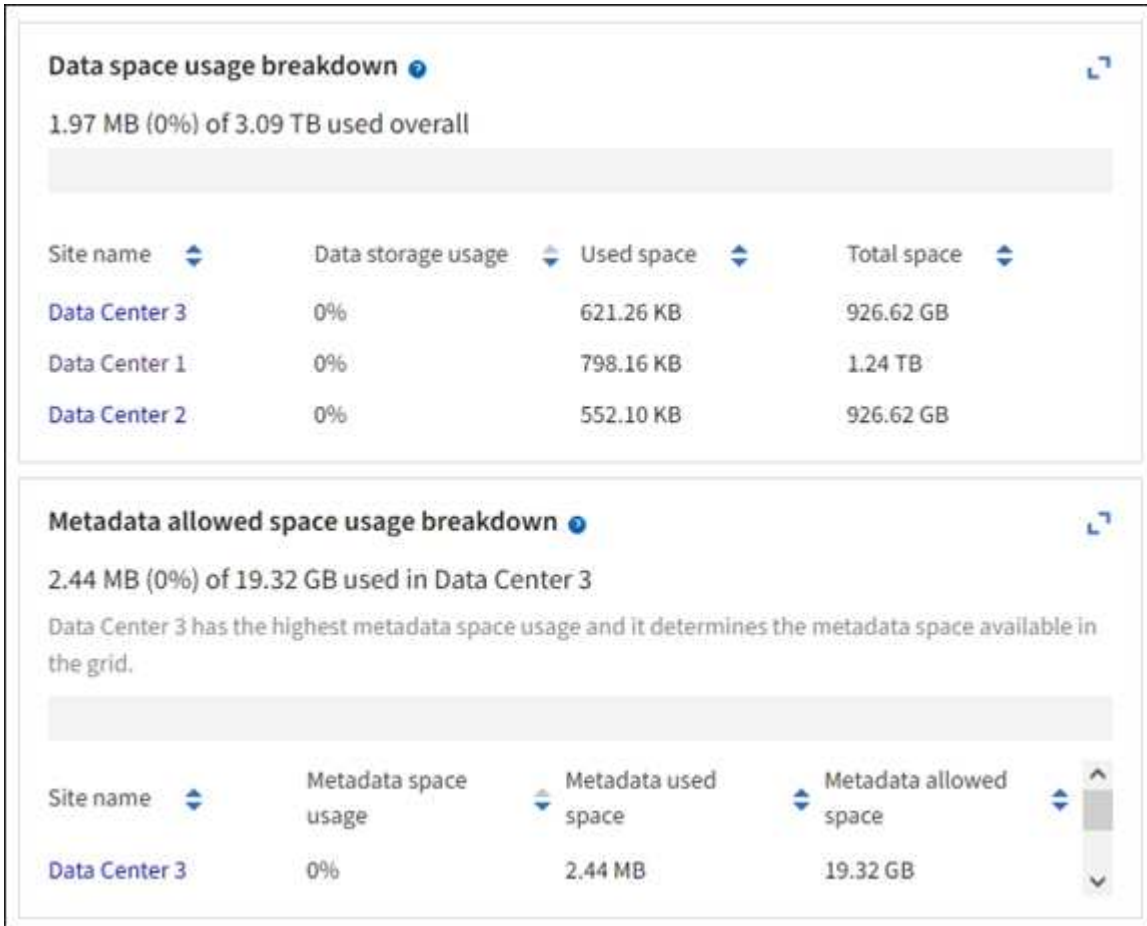 Data space usage breakdown
1.97 MB (0%) of 3.09 TB used overall
Site name Data storage usage Used space Total space
Data Center 3 0% 621.26 KB 926.62 GB
Data Center 1 0% 798.16 KB 1.24 TB
Data Center 2 0% 552.10 KB 926.62 GB
Metadata allowed space usage breakdown
2.44 MB (0%) of 19.32 GB used in Data Center 3
Data Center 3 has the highest metadata space usage and it determines the metadata space available in
the grid.
Site name Metadata space usage Metadata used space Metadata allowed space
Data Center 3 0% 2.44 MB 19.32 GB